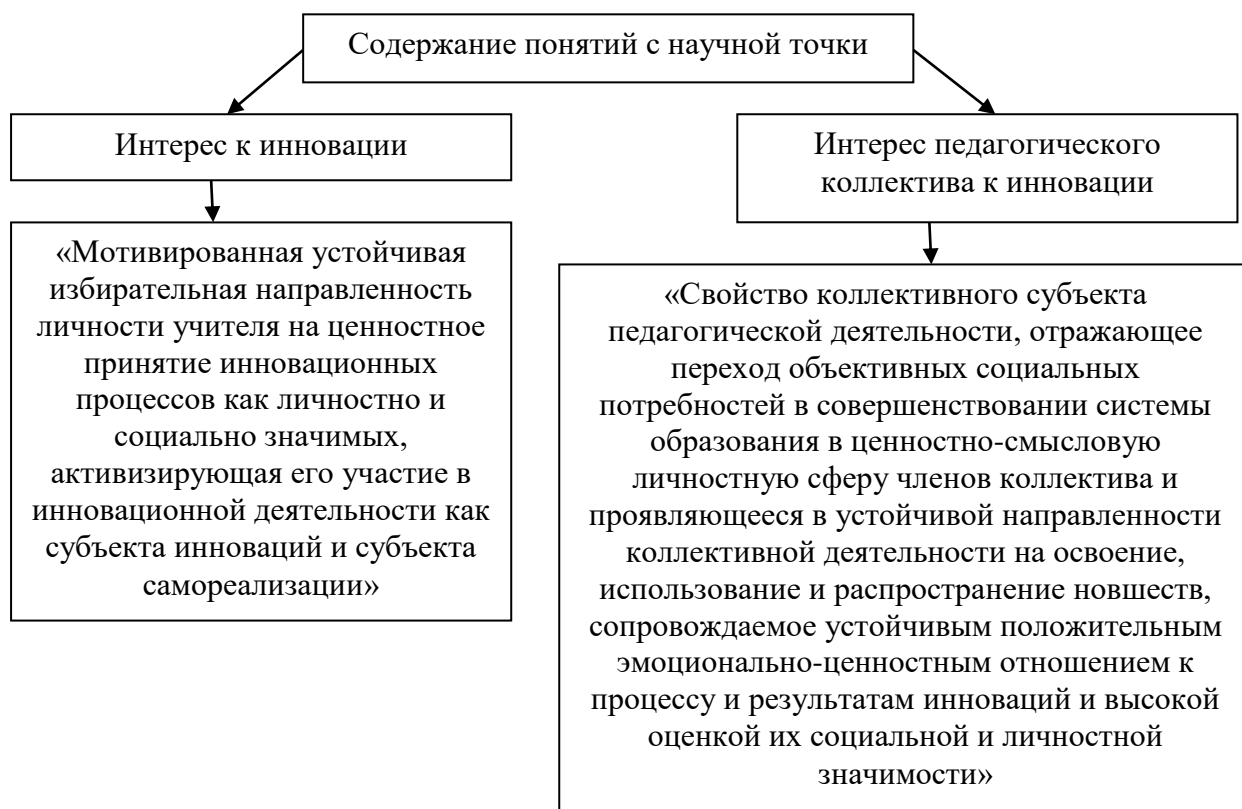 Содержание понятий с научной точки
Интерес к инновации
Интерес педагогического
коллектива к инновации
«Мотивированная устойчивая
избирательная направленность
личности учителя на ценностное
принятие инновационных
процессов как личностно и
социально значимых,
активизирующая его участие в
инновационной деятельности как
субъекта инноваций и субъекта
самореализации»
«Свойство коллективного субъекта
педагогической деятельности, отражающее
переход объективных социальных
потребностей в совершенствовании системы
образования в ценностно-смысловую
личностную сферу членов коллектива и
проявляющееся в устойчивой направленности
коллективной деятельности на освоение,
использование и распространение новшеств,
сопровождаемое устойчивым положительным
эмоционально-ценностным отношением к
процессу и результатам инноваций и высокой
оценкой их социальной и личностной
значимости»